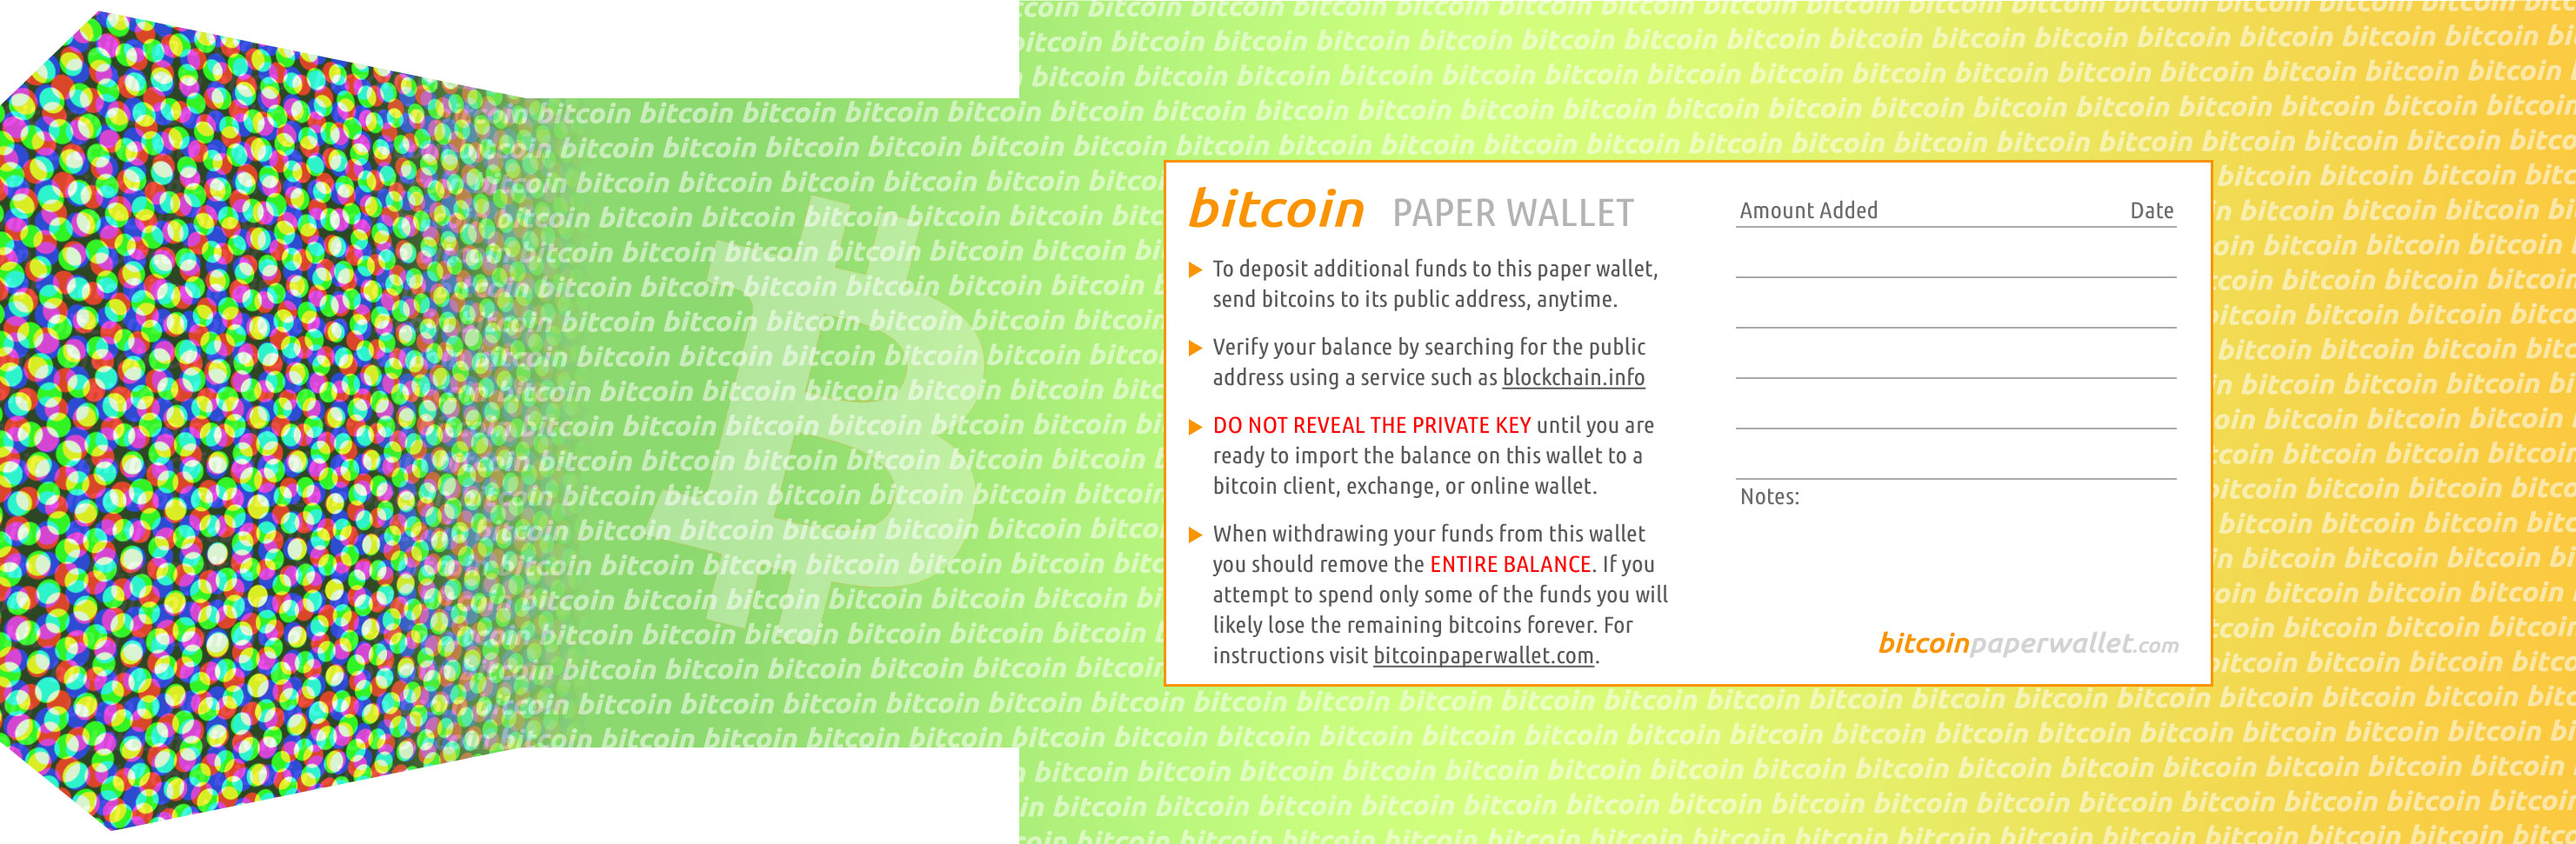 bitcoin PAPER WALLET
To deposit additional funds to this paper wallet,
send bitcoins to its public address, anytime.
Verify your balance by searching for the public
address using a service such as blockchain.info
DO NOT REVEAL THE PRIVATE KEY until you are
ready to import the balance on this wallet to a
bitcoin client, exchange, or online wallet.
When withdrawing your funds from this wallet
you should remove the ENTIRE BALANCE. If you
attempt to spend only some of the funds you will
likely lose the remaining bitcoins forever. For
instructions visit bitcoinpaperwallet.com.
Amount Added Date
Notes:
bitcoinpaperwallet.com